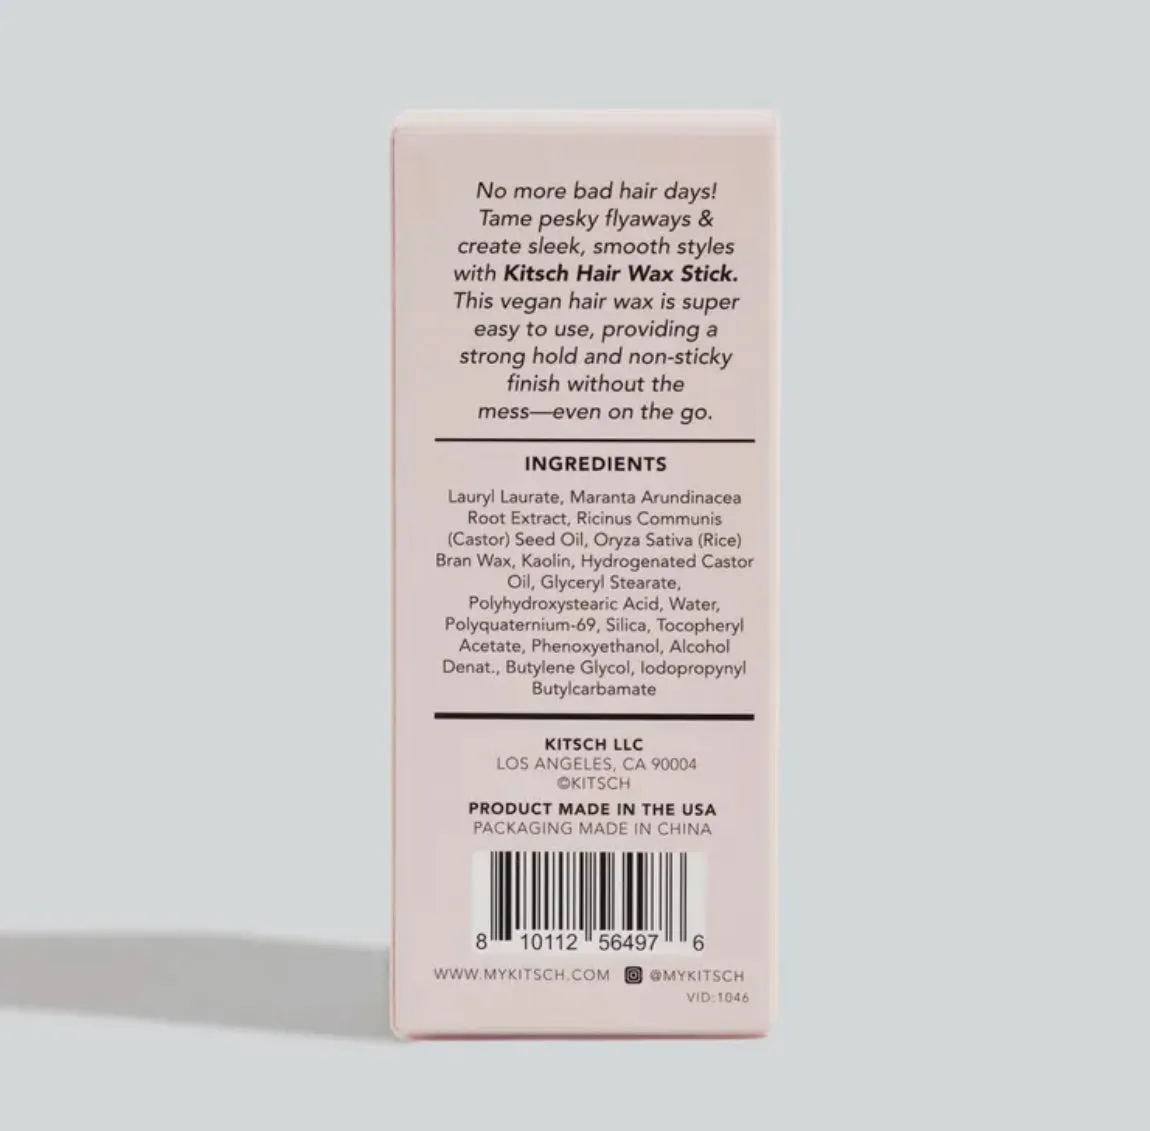 No more bad hair days!
Tame pesky flyaways &
create sleek, smooth styles
with Kitsch Hair Wax Stick.
This vegan hair wax is super
easy to use, providing a
strong hold and non-sticky
finish without the
mess—even on the go.
INGREDIENTS
Lauryl Laurate, Maranta Arundinacea
Root Extract, Ricinus Communis
(Castor) Seed Oil, Oryza Sativa (Rice)
Bran Wax, Kaolin, Hydrogenated Castor
Oil, Glyceryl Stearate,
Polyhydroxystearic Acid, Water,
Polyquaternium-69, Silica, Tocopheryl
Acetate, Phenoxyethanol, Alcohol
Denat., Butylene Glycol, Iodopropynyl
Butylcarbamate
KITSCH LLC
LOS ANGELES, CA 90004
©KITSCH
PRODUCT MADE IN THE USA
PACKAGING MADE IN CHINA
8 10112 56497 6
WWW.MYKITSCH.COM @MYKITSCH
VID:1046